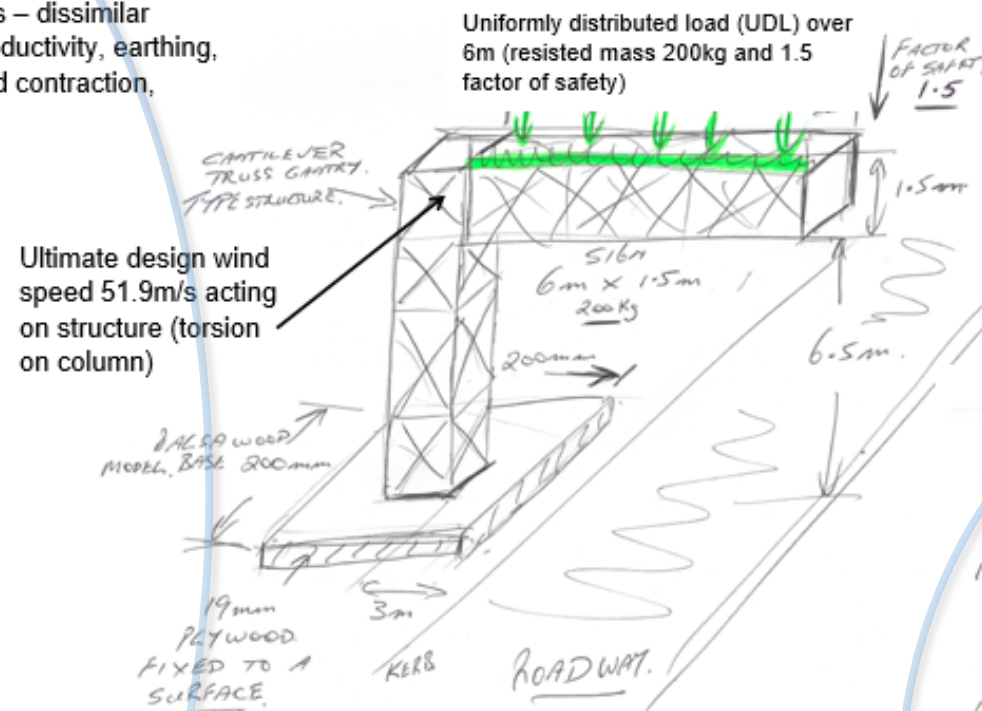 s – dissimilar
ductivity, earthing,
d contraction,
Uniformly distributed load (UDL) over
6m (resisted mass 200kg and 1.5
factor of safety)
FACTOR
OF SAFETY
1.5
CANTILEVER
TRUSS GANTRY.
TYPE STRUCTURE.
1.5m
Ultimate design wind
speed 51.9m/s acting
on structure (torsion
on column)
SIGN
6m x 1.5m.
200kg
200mm
6.5m.
BALSA WOOD
MODEL. BASE 200mm
19mm
PLYWOOD
FIXED TO A
SURFACE
3m
KERB
ROADWAY.